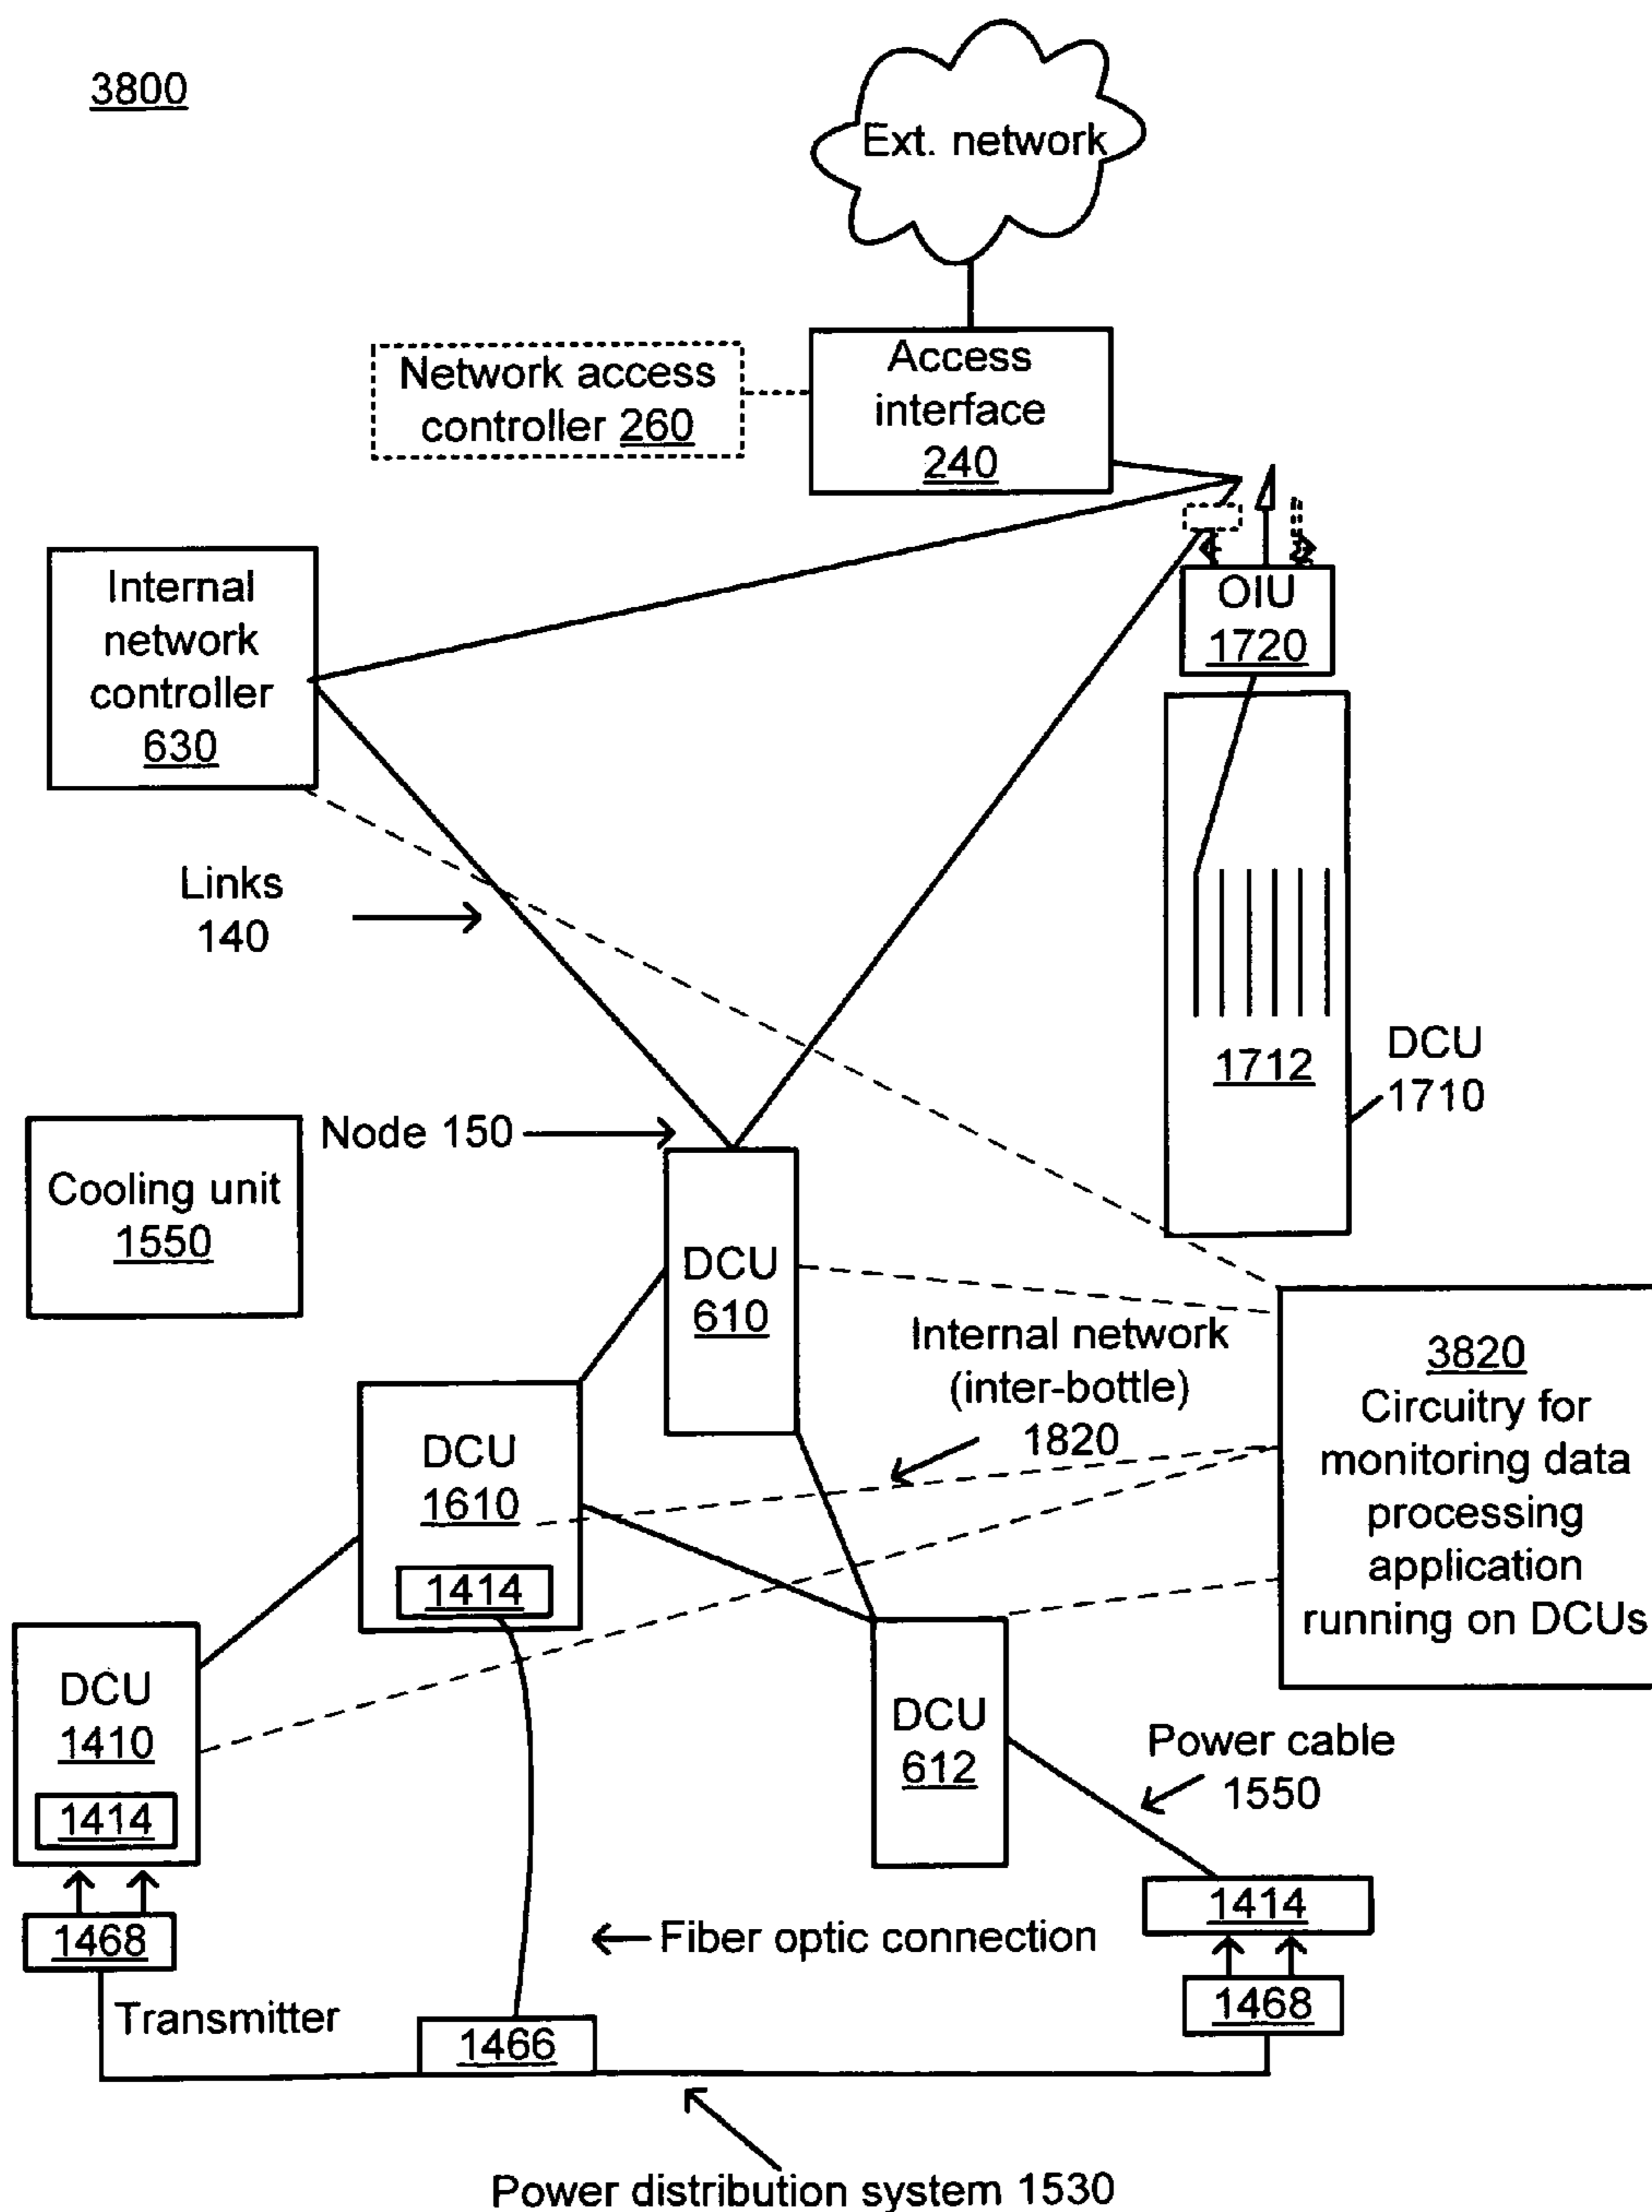 3800
Ext. network
Network access
controller 260
Access
interface
240
Internal
network
controller
630
OIU
1720
Links
140
1712
DCU
1710
Node 150
Cooling unit
1550
DCU
610
Internal network
(inter-bottle)
1820
3820
Circuitry for
monitoring data
processing
application
running on DCUs
DCU
1610
1414
DCU
1410
1414
DCU
612
Power cable
1550
1414
1468
Fiber optic connection
1468
Transmitter
1466
Power distribution system 1530